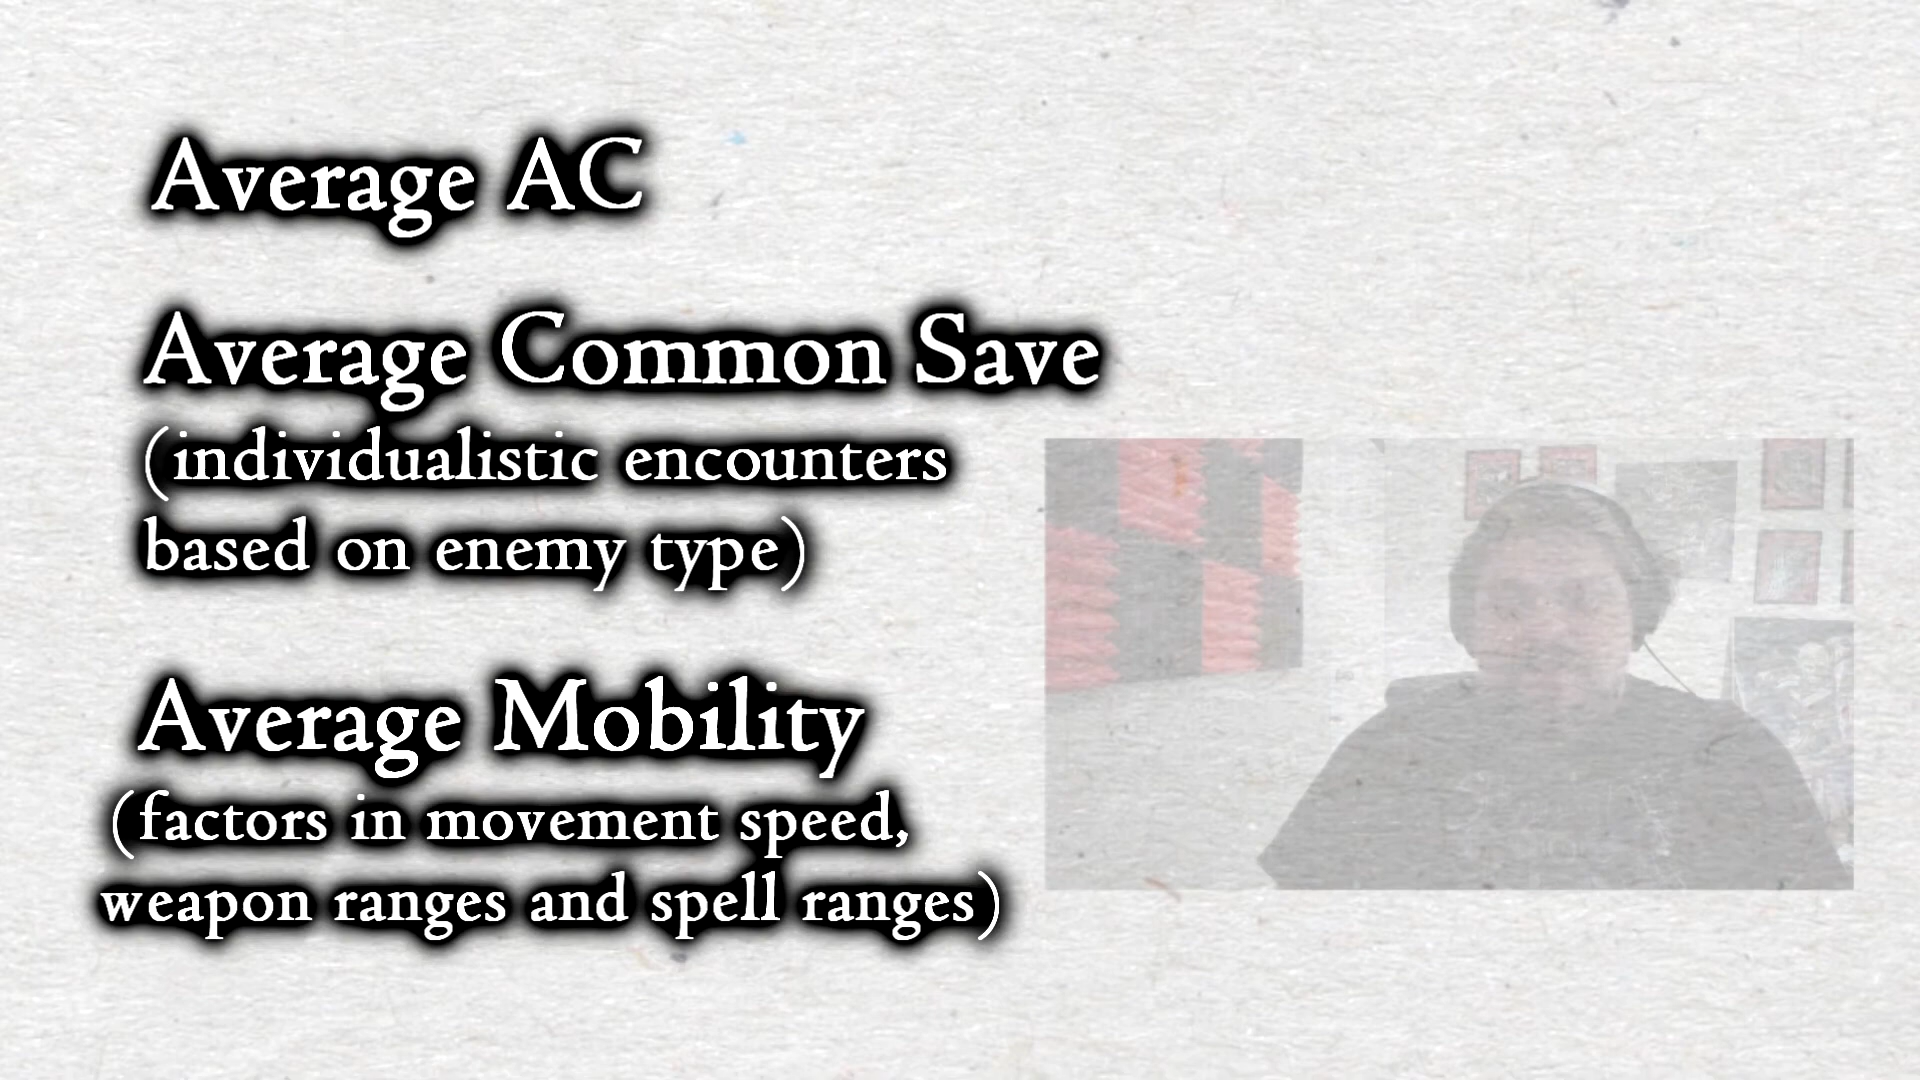 Average AC
Average Common Save
(individualistic encounters
based on enemy type)
Average Mobility
(factors in movement speed,
weapon ranges and spell ranges)